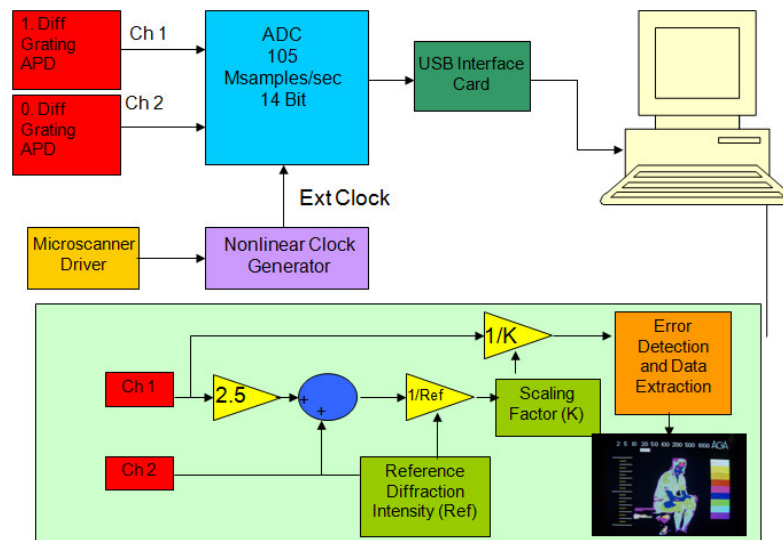 1. Diff
Grating
APD
Ch 1
0. Diff
Grating
APD
Ch 2
ADC
105
Msamples/sec
14 Bit
USB Interface
Card
Ext Clock
Microscanner
Driver
Nonlinear Clock
Generator
1/K
Error
Detection
and Data
Extraction
Ch 1
2.5
+
+
1/Ref
Scaling
Factor (K)
Ch 2
Reference
Diffraction
Intensity (Ref)
2 5 10 20 50 100 200 500 1000 AGA